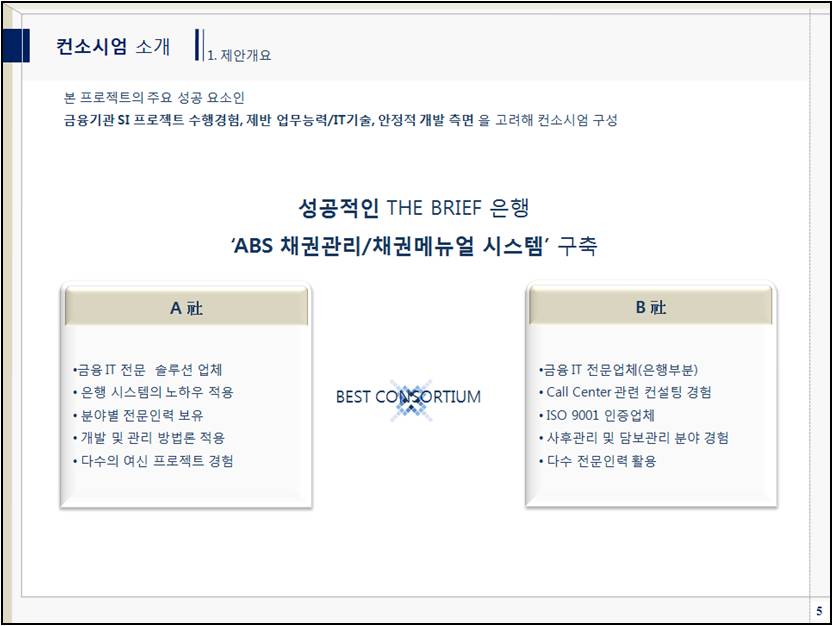 컨소시엄 소개
1. 제안개요
본 프로젝트의 주요 성공 요소인
금융기관 SI 프로젝트 수행경험, 제반 업무능력/IT기술, 안정적 개발 측면 을 고려해 컨소시엄 구성
성공적인 THE BRIEF 은행
‘ABS 채권관리/채권메뉴얼 시스템’ 구축
A 社
•금융 IT 전문 솔루션 업체
• 은행 시스템의 노하우 적용
• 분야별 전문인력 보유
• 개발 및 관리 방법론 적용
• 다수의 여신 프로젝트 경험
BEST CONSORTIUM
B 社
•금융 IT 전문업체(은행부분)
• Call Center 관련 컨설팅 경험
• ISO 9001 인증업체
• 사후관리 및 담보관리 분야 경험
• 다수 전문인력 활용
5